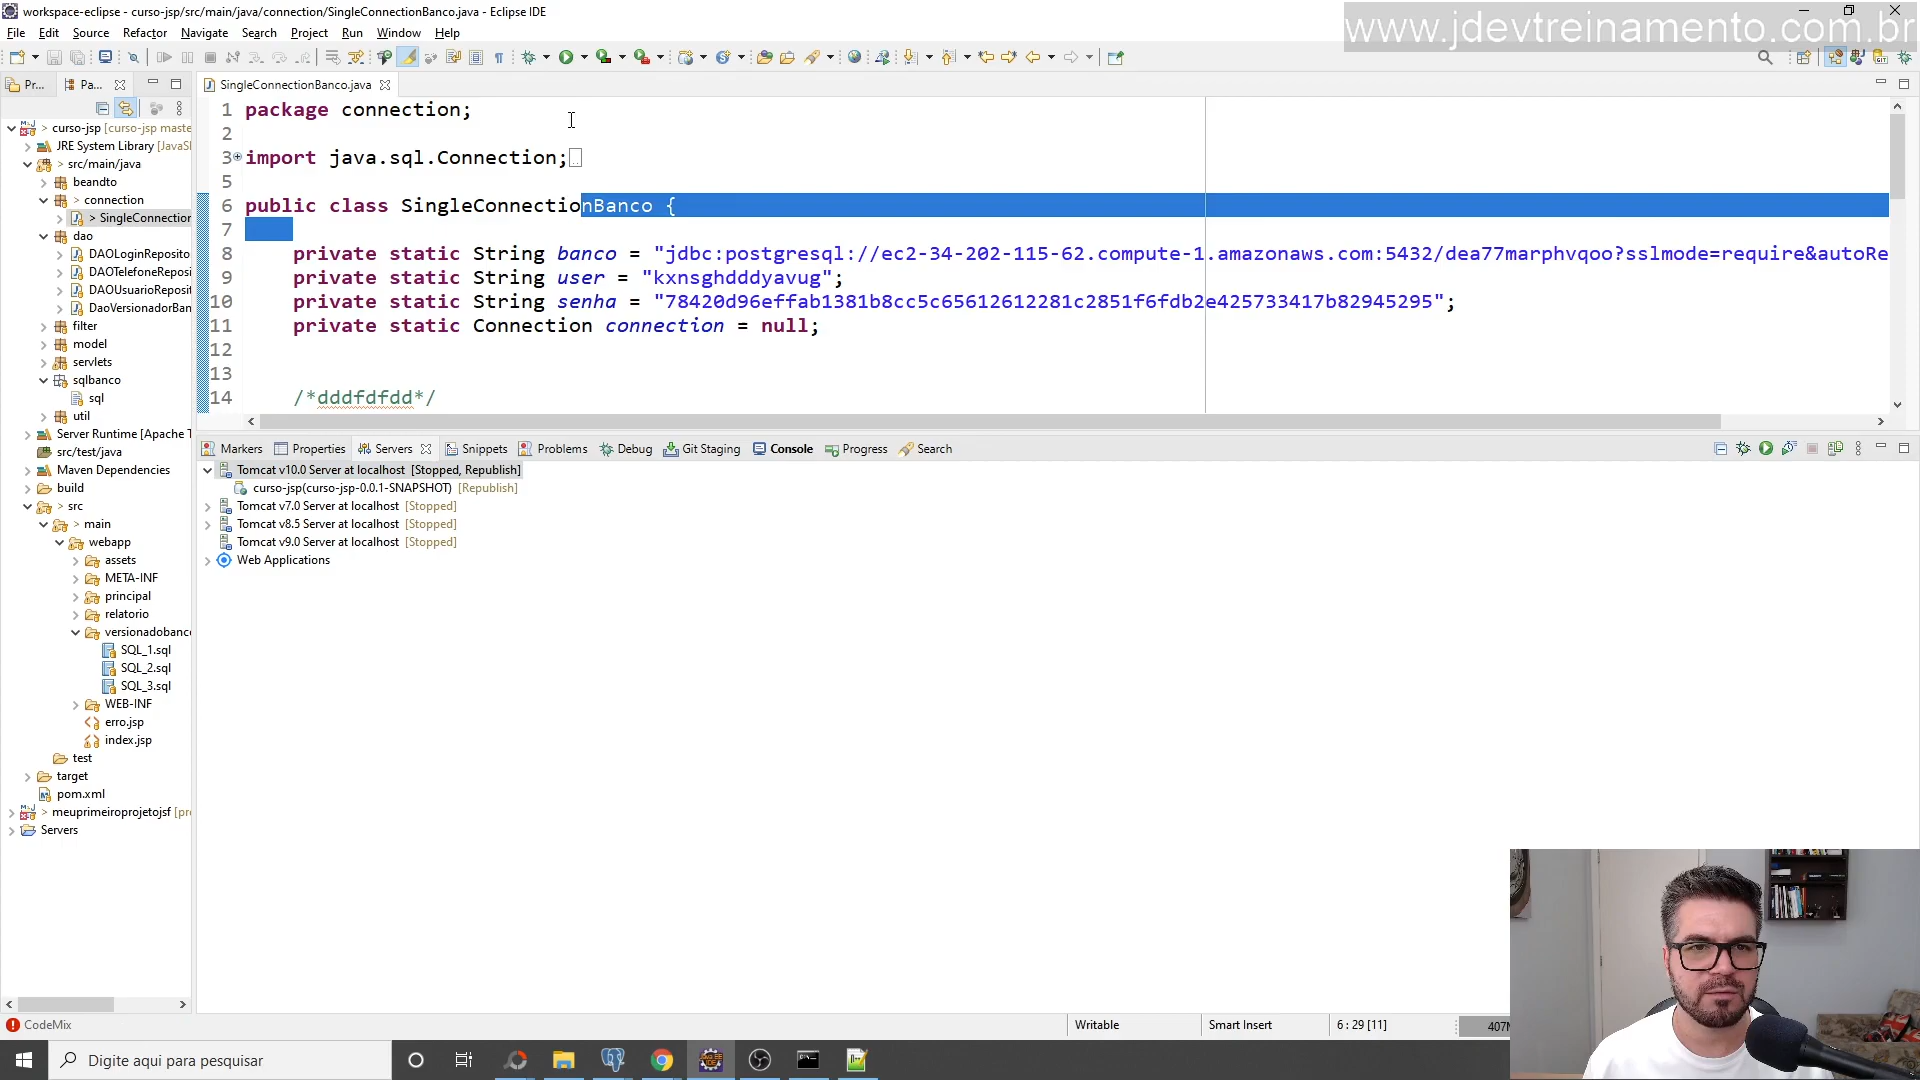 workspace-eclipse - curso-jsp/src/main/java/connection/SingleConnectionBanco.java - Eclipse IDE
www.jdevtreinamento.com.br
File Edit Source Refactor Navigate Search Project Run Window Help
Pr... Pa...
SingleConnectionBanco.java
curso-jsp [curso-jsp maste
JRE System Library [JavaSI
src/main/java
beandto
connection
SingleConnection
dao
DAOLoginReposito
DAOTelefoneReposi
DAOUsuarioReposit
DaoVersionadorBan
filter
model
servlets
sqlbanco
sql
util
Server Runtime [Apache T
src/test/java
Maven Dependencies
build
src
main
webapp
assets
META-INF
principal
relatorio
versionadobanco
SQL_1.sql
SQL_2.sql
SQL_3.sql
WEB-INF
erro.jsp
index.jsp
test
target
pom.xml
meuprimeiroprojetojsf [pr
Servers
1 package connection;
2
3 import java.sql.Connection;
5
6 public class SingleConnectionBanco {
7
8 private static String banco = "jdbc:postgresql://ec2-34-202-115-62.compute-1.amazonaws.com:5432/dea77marphvqoo?sslmode=require&autoRe
9 private static String user = "kxnsghdddyavug";
10 private static String senha = "78420d96effab1381b8cc5c65612612281c2851f6fdb2e425733417b82945295";
11 private static Connection connection = null;
12
13
14 /*dddfdfdd*/
Markers Properties Servers Snippets Problems Debug Git Staging Console Progress Search
Tomcat v10.0 Server at localhost [Stopped, Republish]
curso-jsp(curso-jsp-0.0.1-SNAPSHOT) [Republish]
Tomcat v7.0 Server at localhost [Stopped]
Tomcat v8.5 Server at localhost [Stopped]
Tomcat v9.0 Server at localhost [Stopped]
Web Applications
CodeMix
Writable Smart Insert 6 : 29 [11] 407M
Digite aqui para pesquisar